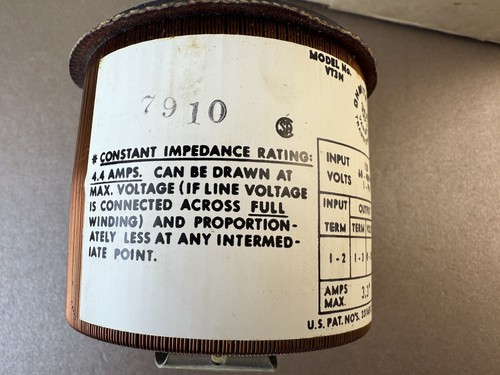 MODEL NO.
VT3N
7910
* CONSTANT IMPEDANCE RATING:
4.4 AMPS. CAN BE DRAWN AT
MAX. VOLTAGE (IF LINE VOLTAGE
IS CONNECTED ACROSS FULL
WINDING) AND PROPORTION-
ATELY LESS AT ANY INTERMED-
IATE POINT.
INPUT
VOLTS
INPUT
TERM
TERM
1-2
AMPS
MAX.
U.S. PAT. NO'S.